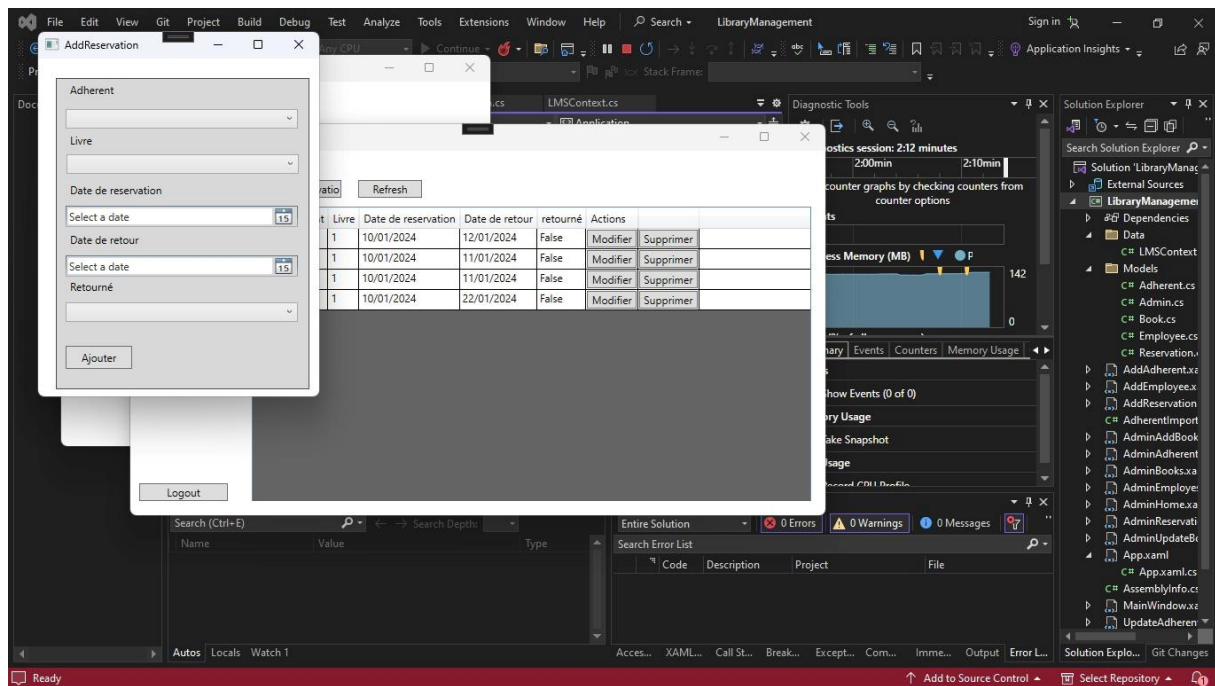 File Edit View Git Project Build Debug Test Analyze Tools Extensions Window Help Search LibraryManagement Sign in
Any CPU Continue Application Insights
Stack Frame:
AddReservation
Adherent
Livre
Date de reservation
Select a date 15
Date de retour
Select a date 15
Retourné
Ajouter
.cs LMSContext.cs
Application
Refresh
Livre Date de reservation Date de retour retourné Actions
1 10/01/2024 12/01/2024 False Modifier Supprimer
1 10/01/2024 11/01/2024 False Modifier Supprimer
1 10/01/2024 11/01/2024 False Modifier Supprimer
1 10/01/2024 22/01/2024 False Modifier Supprimer
Logout
Diagnostic Tools
ostics session: 2:12 minutes
2:00min 2:10min
counter graphs by checking counters from
counter options
ess Memory (MB) P
142
0
ary Events Counters Memory Usage
how Events (0 of 0)
ry Usage
ake Snapshot
sage
ecord CPU Profile
Solution Explorer
Search Solution Explorer
Solution 'LibraryManag
External Sources
LibraryManagemen
Dependencies
Data
C# LMSContext
Models
C# Adherent.cs
C# Admin.cs
C# Book.cs
C# Employee.cs
C# Reservation.
AddAdherent.xa
AddEmployee.x
AddReservation
C# AdherentImport
AdminAddBook
AdminAdherent
AdminBooks.xa
AdminEmployee
AdminHome.xa
AdminReservati
AdminUpdateBo
App.xaml
C# App.xaml.cs
C# AssemblyInfo.cs
MainWindow.xa
UpdateAdheren
Search (Ctrl+E) Search Depth:
Name Value Type
Entire Solution 0 Errors 0 Warnings 0 Messages
Search Error List
Code Description Project File
Autos Locals Watch 1
Acces... XAML... Call St... Break... Except... Com... Imme... Output Error L...
Solution Explo... Git Changes
Ready Add to Source Control Select Repository